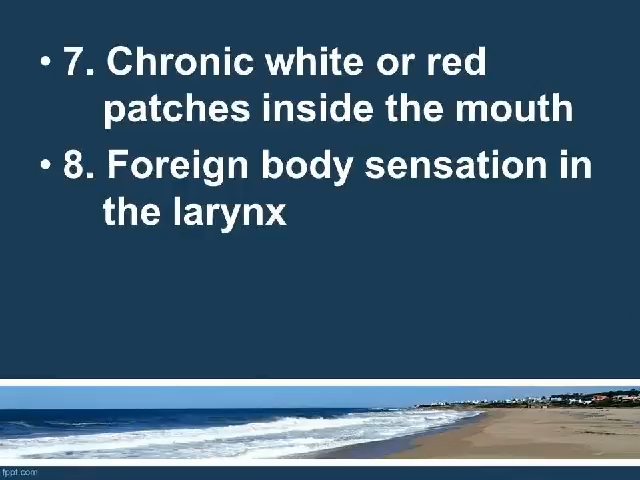 • 7. Chronic white or red
patches inside the mouth
• 8. Foreign body sensation in
the larynx
fppt.com